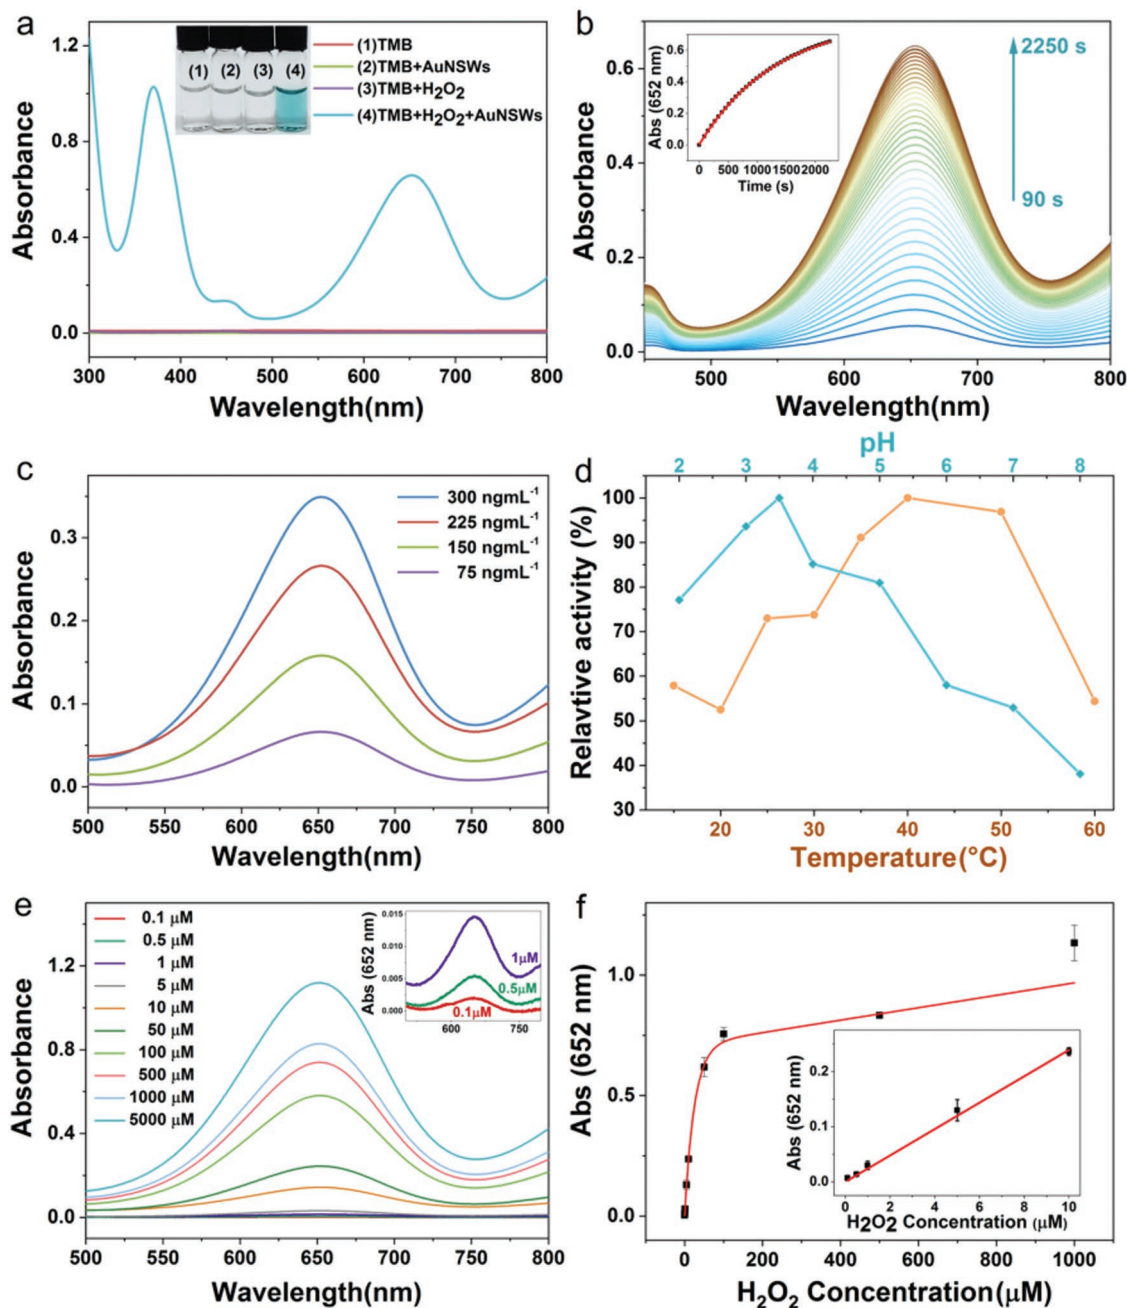 a
1.2
0.8
0.4
0.0
Absorbance
300 400 500 600 700 800
Wavelength(nm)
(1) (2) (3) (4)
(1)TMB
(2)TMB+AuNSWs
(3)TMB+H₂O₂
(4)TMB+H₂O₂+AuNSWs
b
0.6
0.4
0.2
0.0
Absorbance
500 600 700 800
Wavelength(nm)
0.6
0.4
0.2
0.0
Abs (652 nm)
0 500 1000 1500 2000
Time (s)
2250 s
90 s
c
0.3
0.2
0.1
0.0
Absorbance
500 550 600 650 700 750 800
Wavelength(nm)
300 ngmL⁻¹
225 ngmL⁻¹
150 ngmL⁻¹
75 ngmL⁻¹
d
pH
2 3 4 5 6 7 8
100
90
80
70
60
50
40
30
Relavtive activity (%)
20 30 40 50 60
Temperature(°C)
e
1.2
0.8
0.4
0.0
Absorbance
500 550 600 650 700 750 800
Wavelength(nm)
0.1 μM
0.5 μM
1 μM
5 μM
10 μM
50 μM
100 μM
500 μM
1000 μM
5000 μM
0.015
0.010
0.005
0.000
Abs (652 nm)
600 750
1μM
0.5μM
0.1μM
f
1.0
0.5
0.0
Abs (652 nm)
0 200 400 600 800 1000
H₂O₂ Concentration(μM)
0.2
0.1
0.0
Abs (652 nm)
0 2 4 6 8 10
H2O2 Concentration (μM)